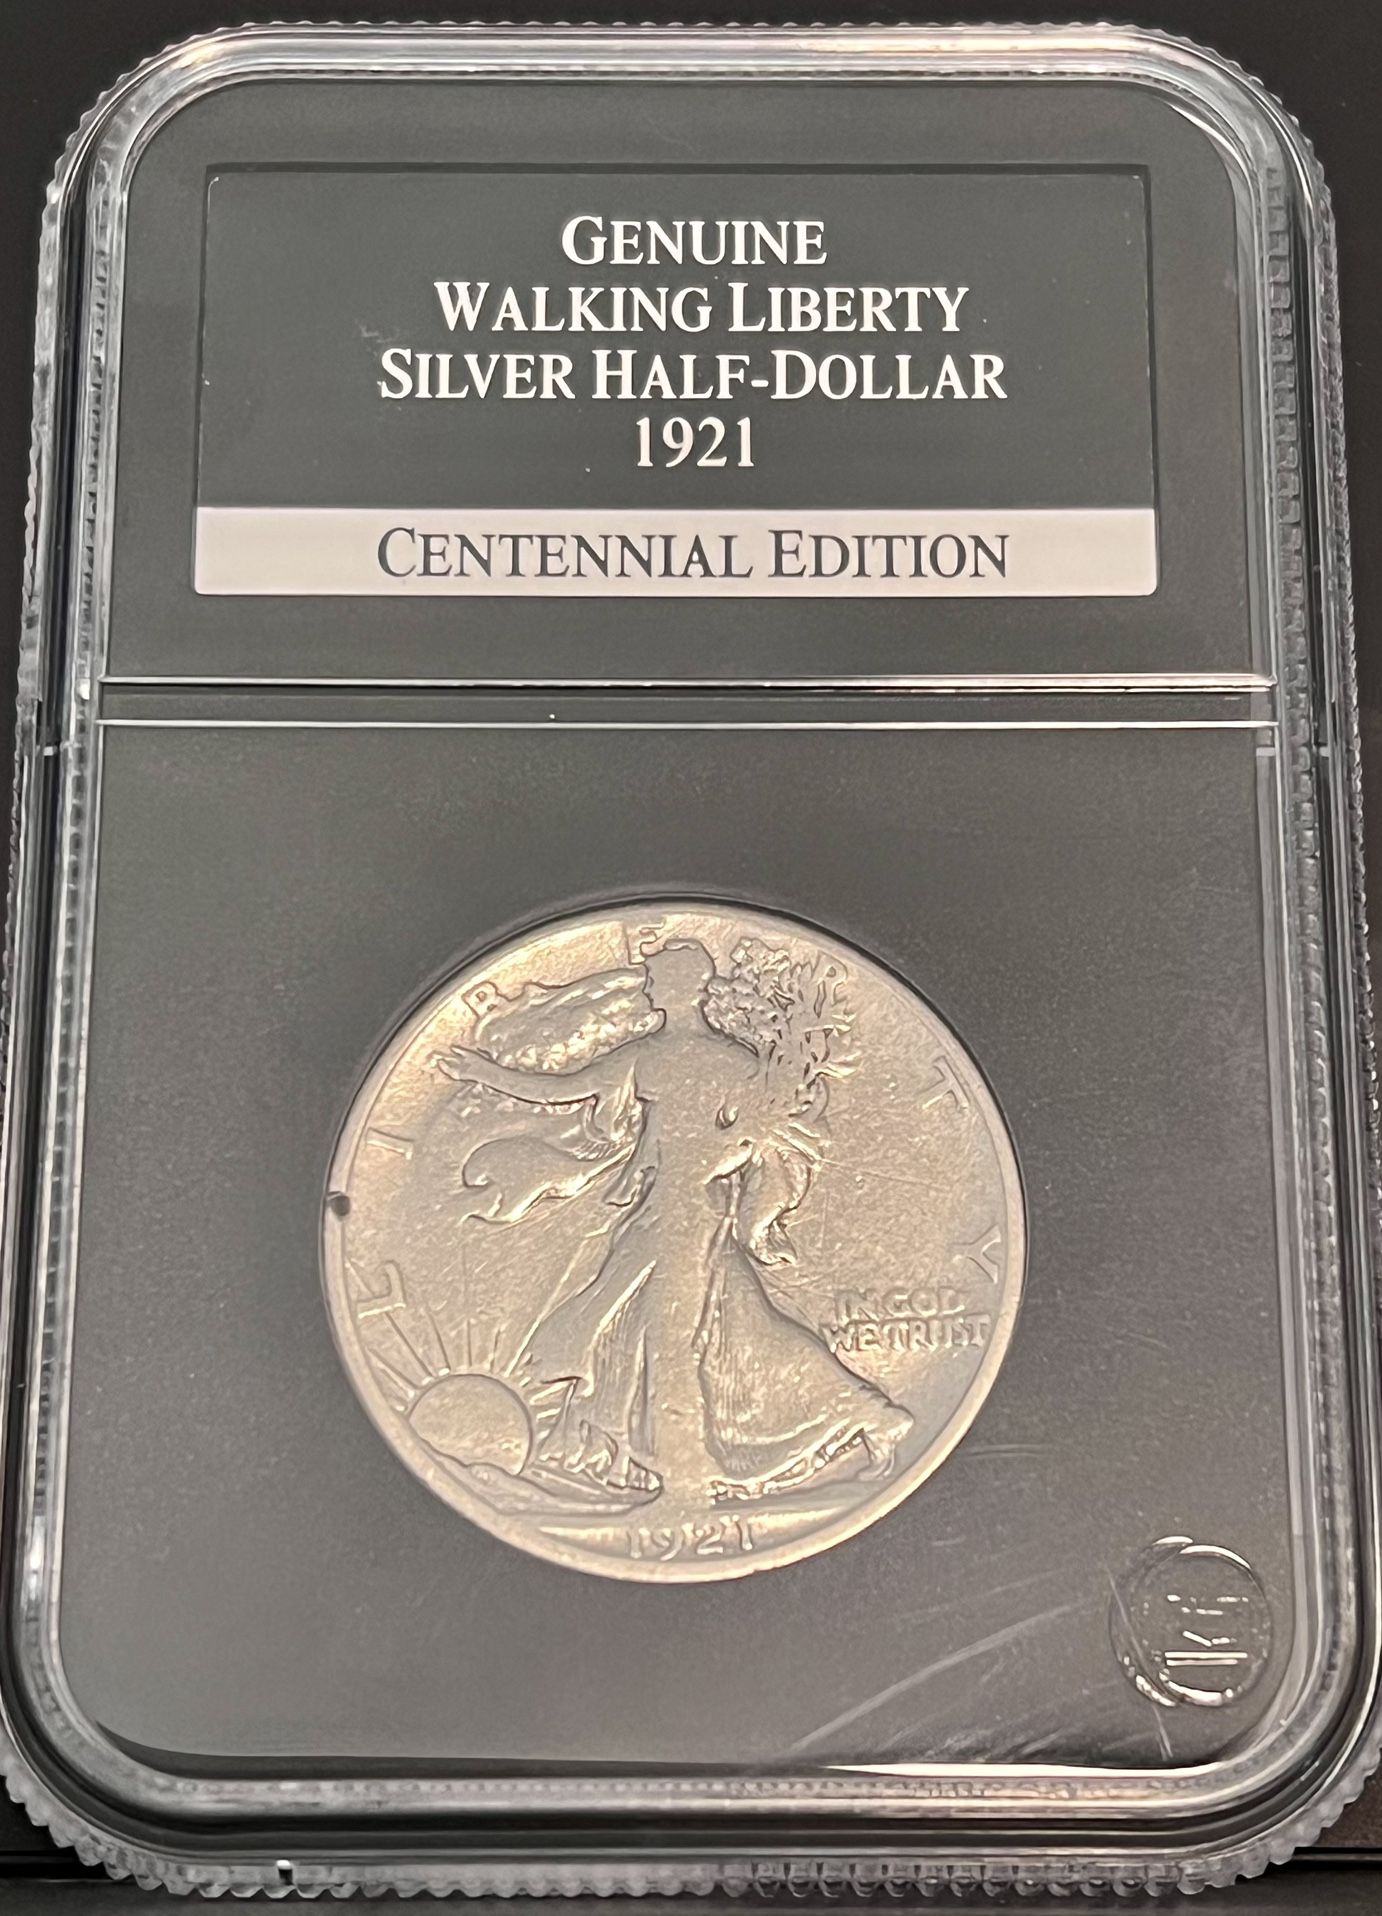 GENUINE
WALKING LIBERTY
SILVER HALF-DOLLAR
1921
CENTENNIAL EDITION
LIBERTY
IN GOD
WE TRUST
1921